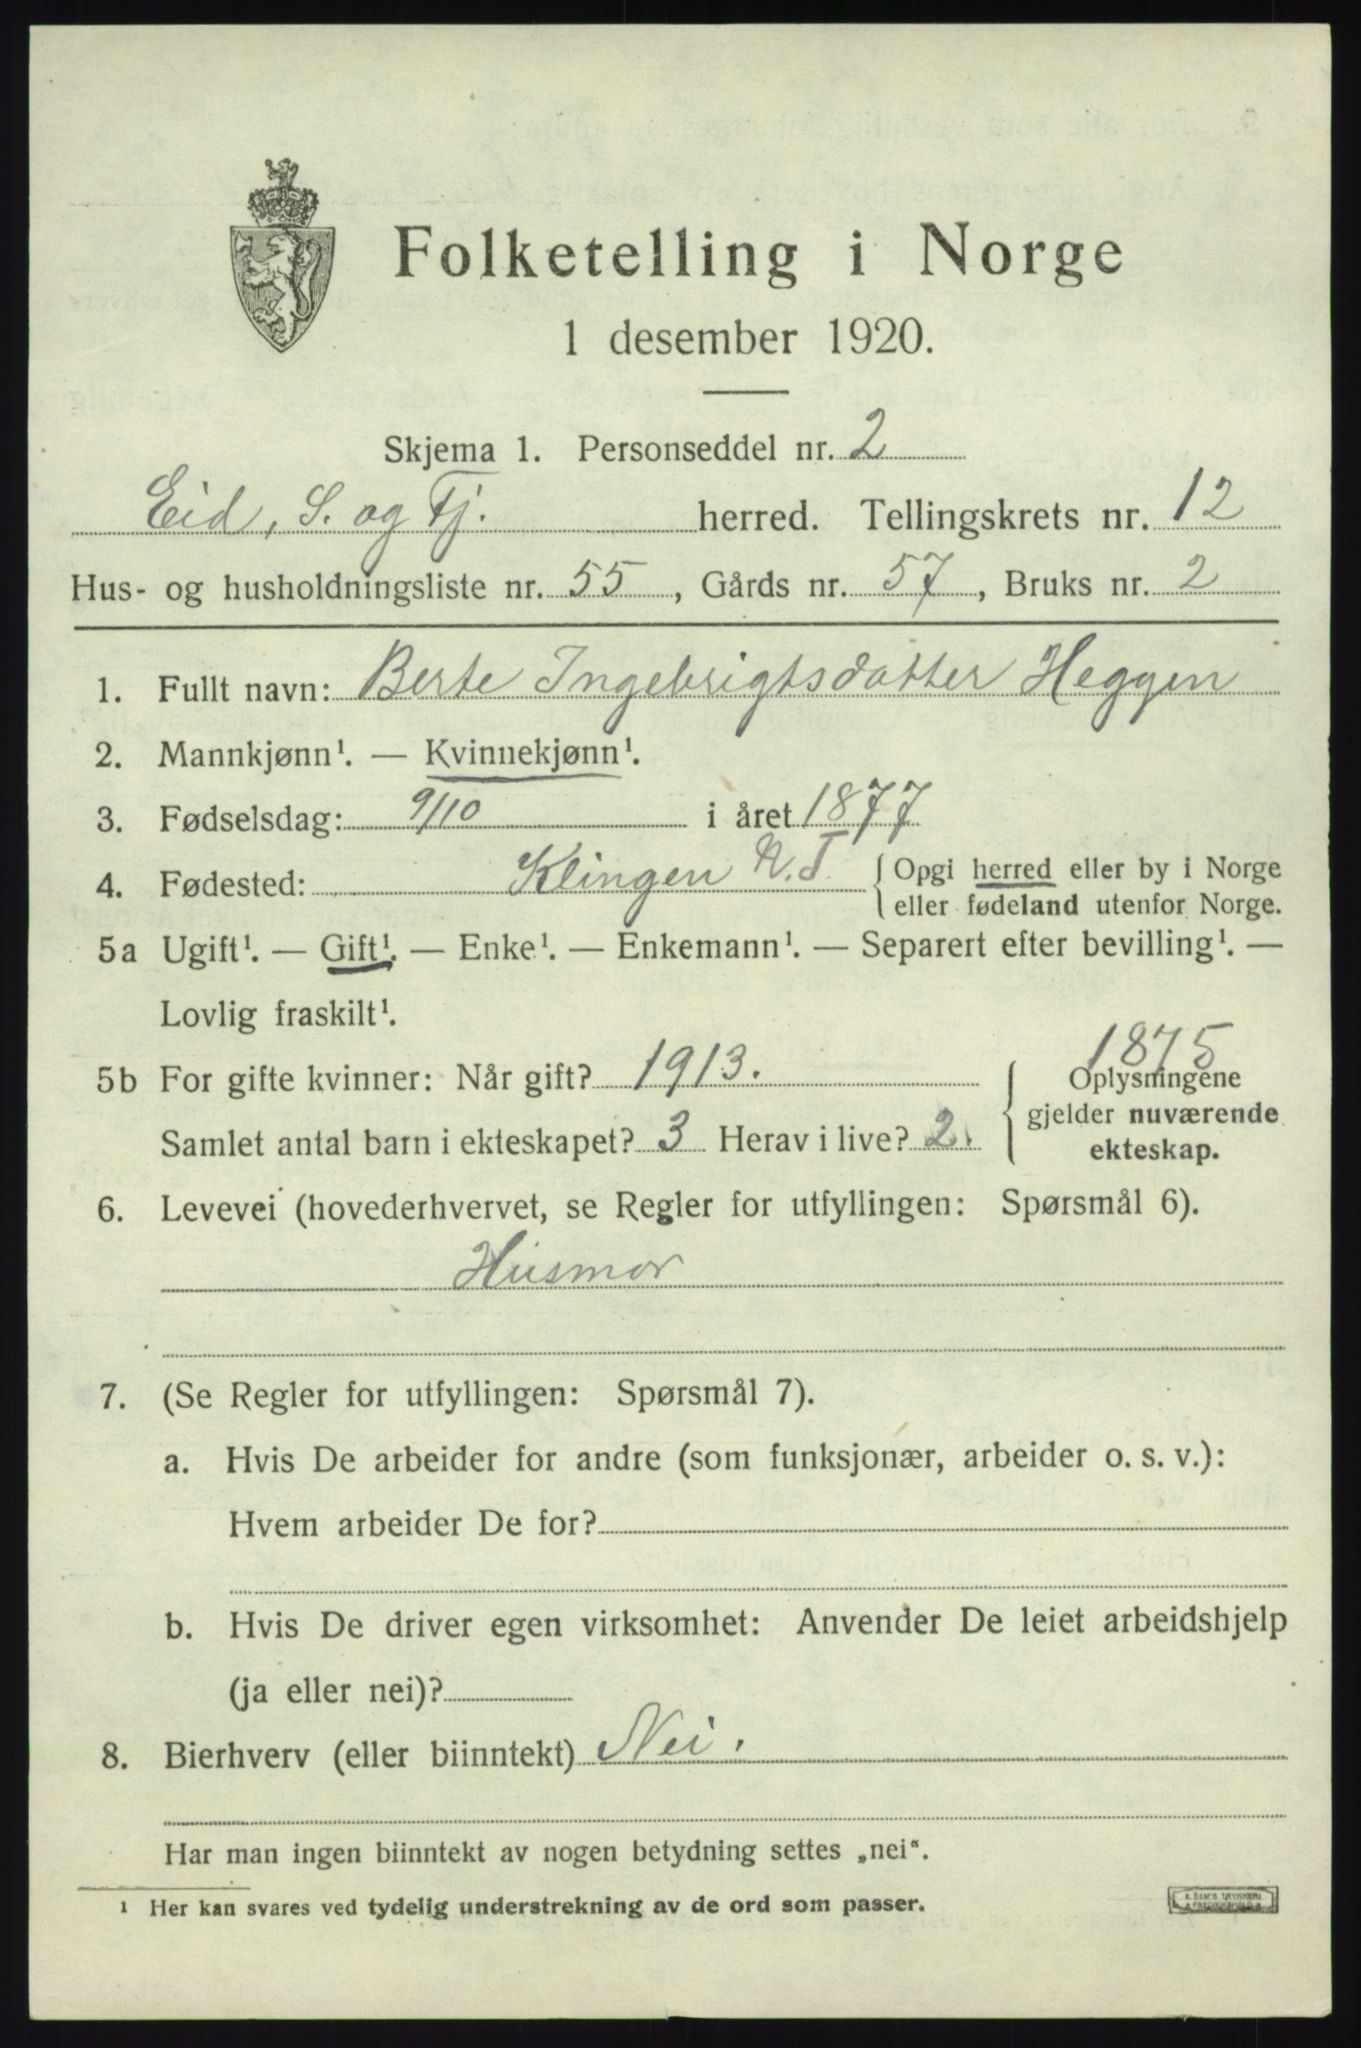 Folketelling i Norge
1 desember 1920.
Skjema 1. Personseddel nr. 2
Eid, S. og Fj. herred. Tellingskrets nr. 12
Hus- og husholdningsliste nr. 55, Gårds nr. 57, Bruks nr. 2
1. Fullt navn: Berte Ingebrigtsdatter Heggen
2. Mannkjønn¹. — Kvinnekjønn¹.
3. Fødselsdag: 9/10 i året 1877
4. Fødested: Klingen N.T. { Opgi herred eller by i Norge
eller fødeland utenfor Norge.
5a Ugift¹. — Gift¹. — Enke¹. — Enkemann¹. — Separert efter bevilling¹. —
Lovlig fraskilt¹.
1875
5b For gifte kvinner: Når gift? 1913. { Oplysningene
gjelder nuværende
Samlet antal barn i ekteskapet? 3 Herav i live? 2.
ekteskap.
6. Levevei (hovederhvervet, se Regler for utfyllingen: Spørsmål 6).
Husmor
7. (Se Regler for utfyllingen: Spørsmål 7).
a. Hvis De arbeider for andre (som funksjonær, arbeider o. s. v.):
Hvem arbeider De for?
b. Hvis De driver egen virksomhet: Anvender De leiet arbeidshjelp
(ja eller nei)?
8. Bierhverv (eller biinntekt) Nei.
Har man ingen biinntekt av nogen betydning settes „nei“.
¹ Her kan svares ved tydelig understrekning av de ord som passer.